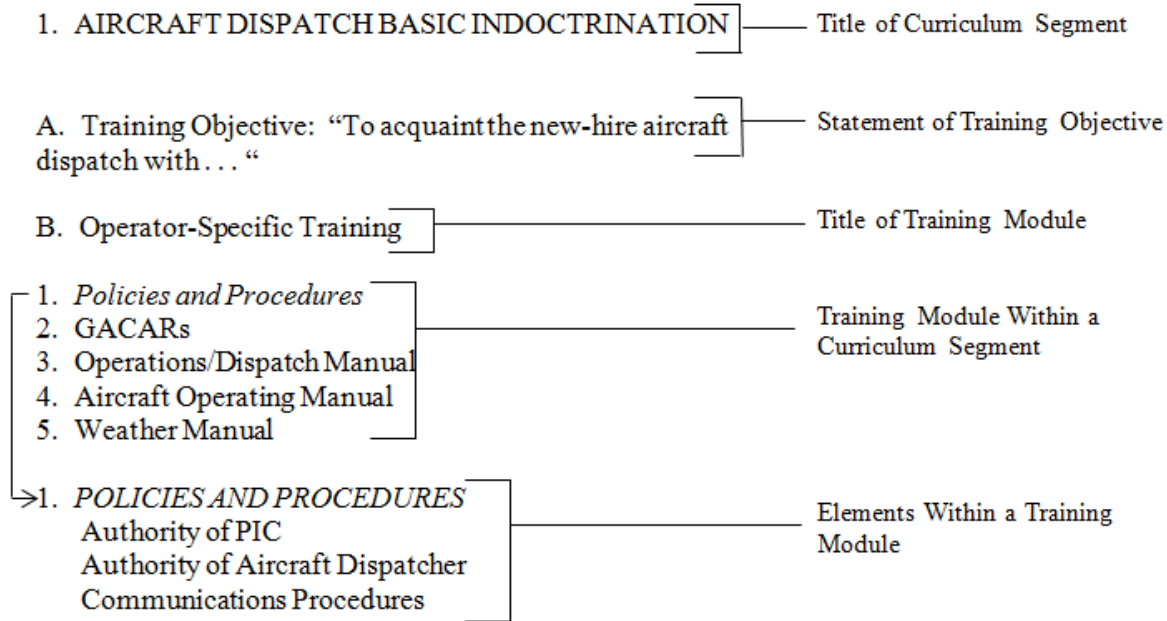 1. AIRCRAFT DISPATCH BASIC INDOCTRINATION
Title of Curriculum Segment
A. Training Objective: “To acquaint the new-hire aircraft
dispatch with . . . “
Statement of Training Objective
B. Operator-Specific Training
Title of Training Module
1. Policies and Procedures
2. GACARs
3. Operations/Dispatch Manual
4. Aircraft Operating Manual
5. Weather Manual
Training Module Within a
Curriculum Segment
1. POLICIES AND PROCEDURES
Authority of PIC
Authority of Aircraft Dispatcher
Communications Procedures
Elements Within a Training
Module